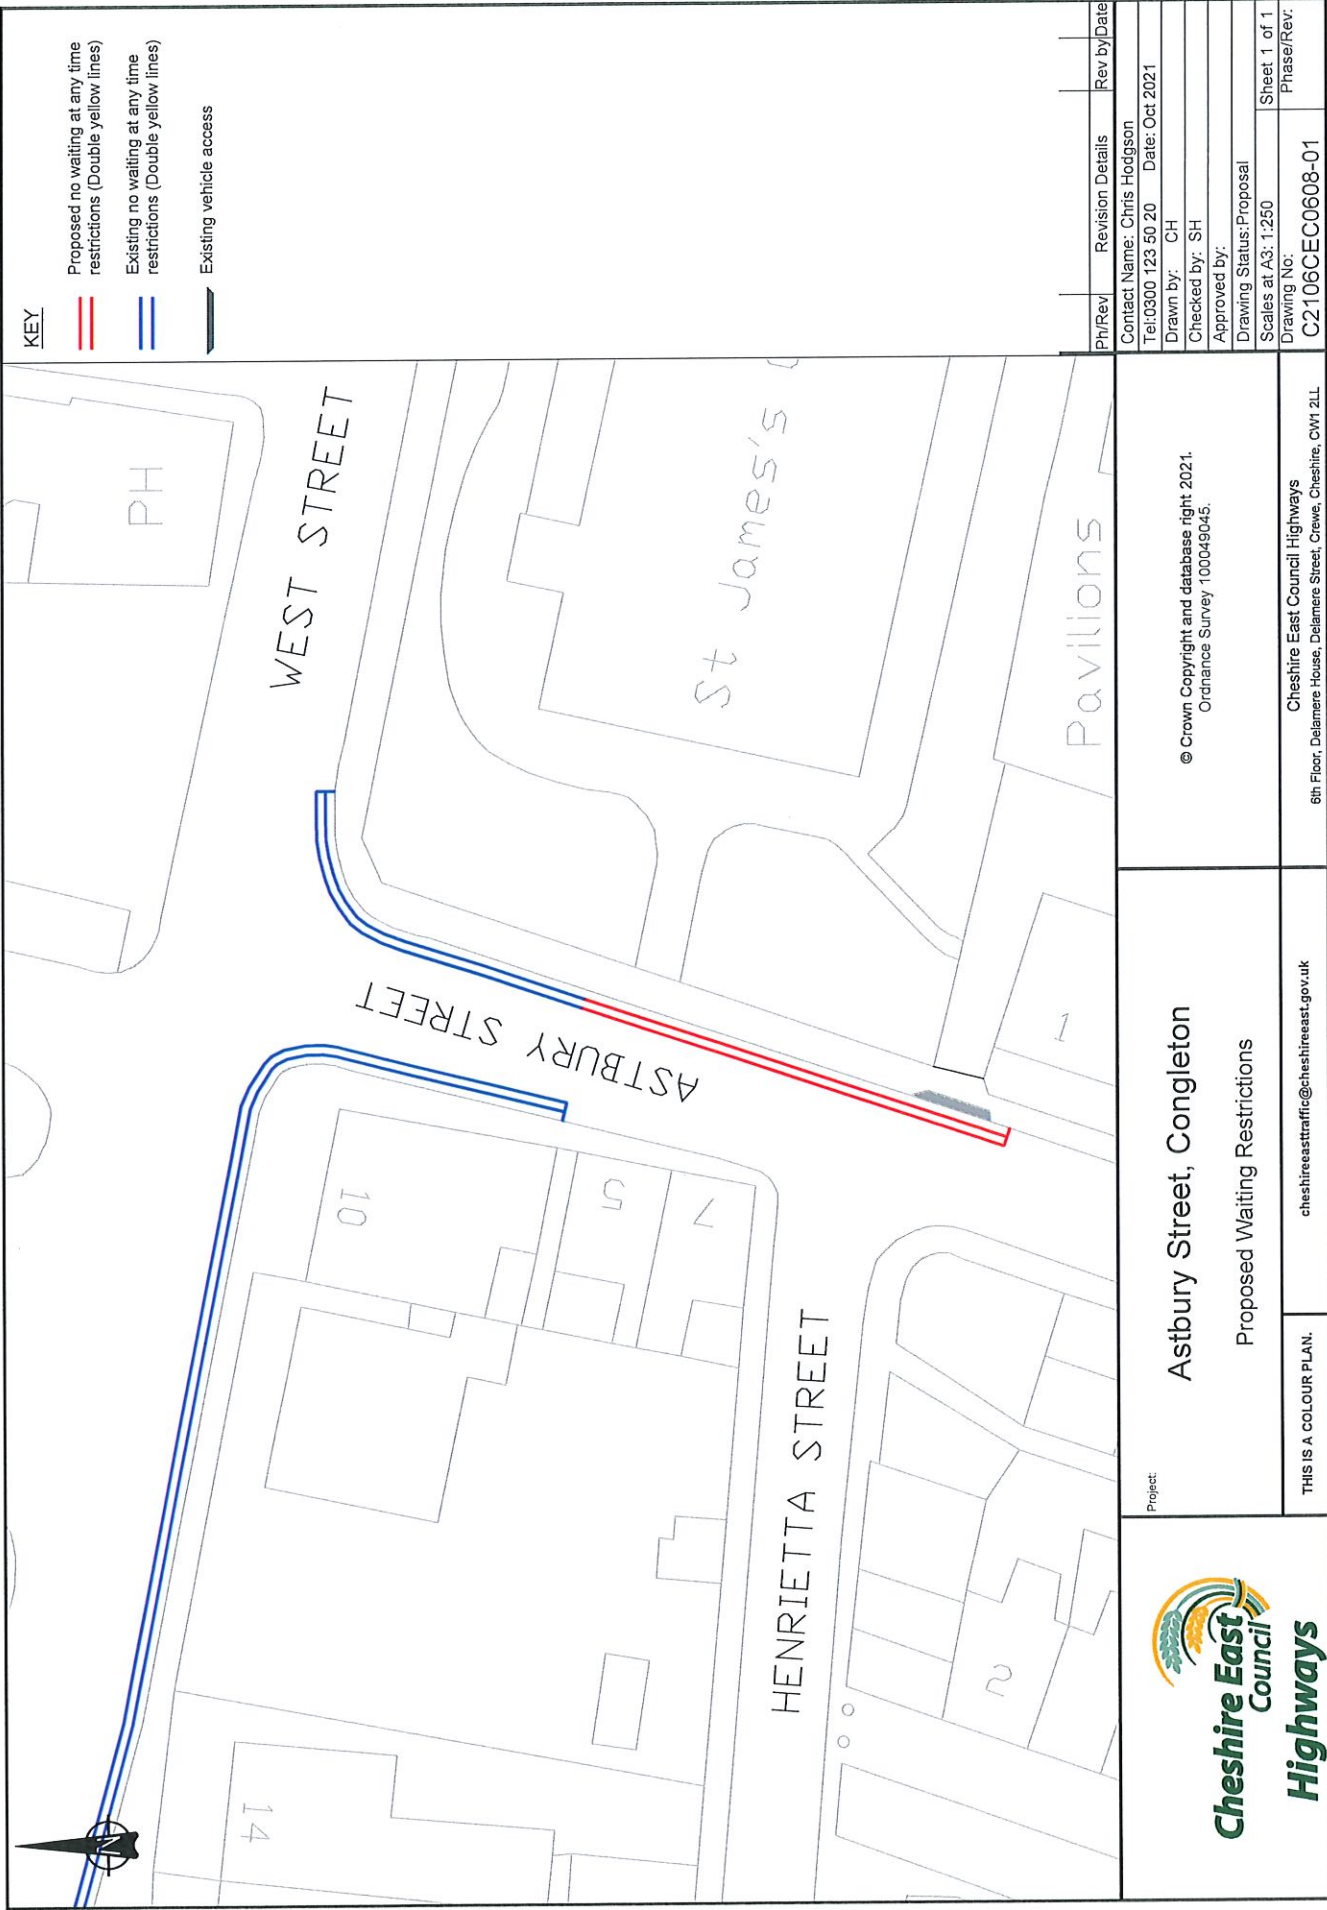 KEY
Proposed no waiting at any time
restrictions (Double yellow lines)
Existing no waiting at any time
restrictions (Double yellow lines)
Existing vehicle access
N
PH
WEST STREET
ASTBURY STREET
HENRIETTA STREET
St James's
Pavilions
10
5
7
14
1
2
Ph/Rev Revision Details Rev by Date
Contact Name: Chris Hodgson
Tel:0300 123 50 20 Date: Oct 2021
Drawn by: CH
Checked by: SH
Approved by:
Drawing Status:Proposal
Scales at A3: 1:250 Sheet 1 of 1
Drawing No: Phase/Rev:
C2106CEC0608-01
© Crown Copyright and database right 2021.
Ordnance Survey 100049045.
Cheshire East Council Highways
6th Floor, Delamere House, Delamere Street, Crewe, Cheshire, CW1 2LL
Project:
Astbury Street, Congleton
Proposed Waiting Restrictions
cheshireeasttraffic@cheshireeast.gov.uk
THIS IS A COLOUR PLAN.
Cheshire East
Council
Highways